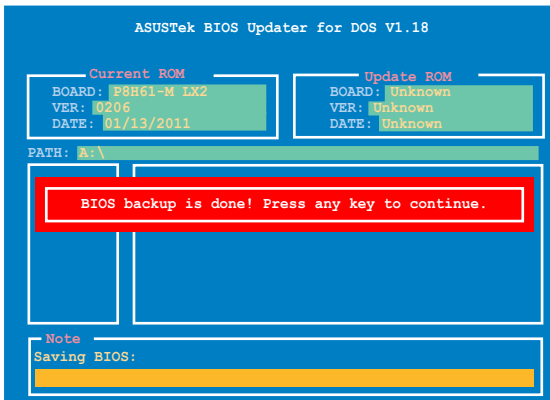 ASUSTek BIOS Updater for DOS V1.18
Current ROM
BOARD: P8H61-M LX2
VER: 0206
DATE: 01/13/2011
Update ROM
BOARD: Unknown
VER: Unknown
DATE: Unknown
PATH: A:\
BIOS backup is done! Press any key to continue.
Note
Saving BIOS: